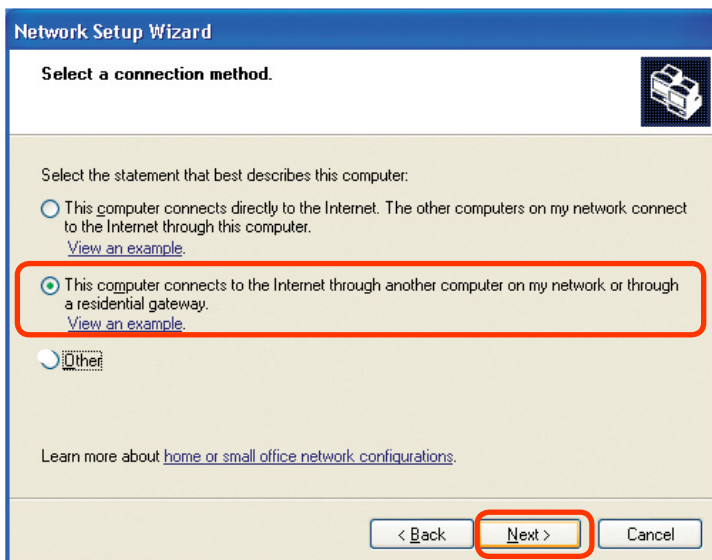 Network Setup Wizard
Select a connection method.
Select the statement that best describes this computer:
This computer connects directly to the Internet. The other computers on my network connect
to the Internet through this computer.
View an example.
This computer connects to the Internet through another computer on my network or through
a residential gateway.
View an example.
Other
Learn more about home or small office network configurations.
< Back Next > Cancel